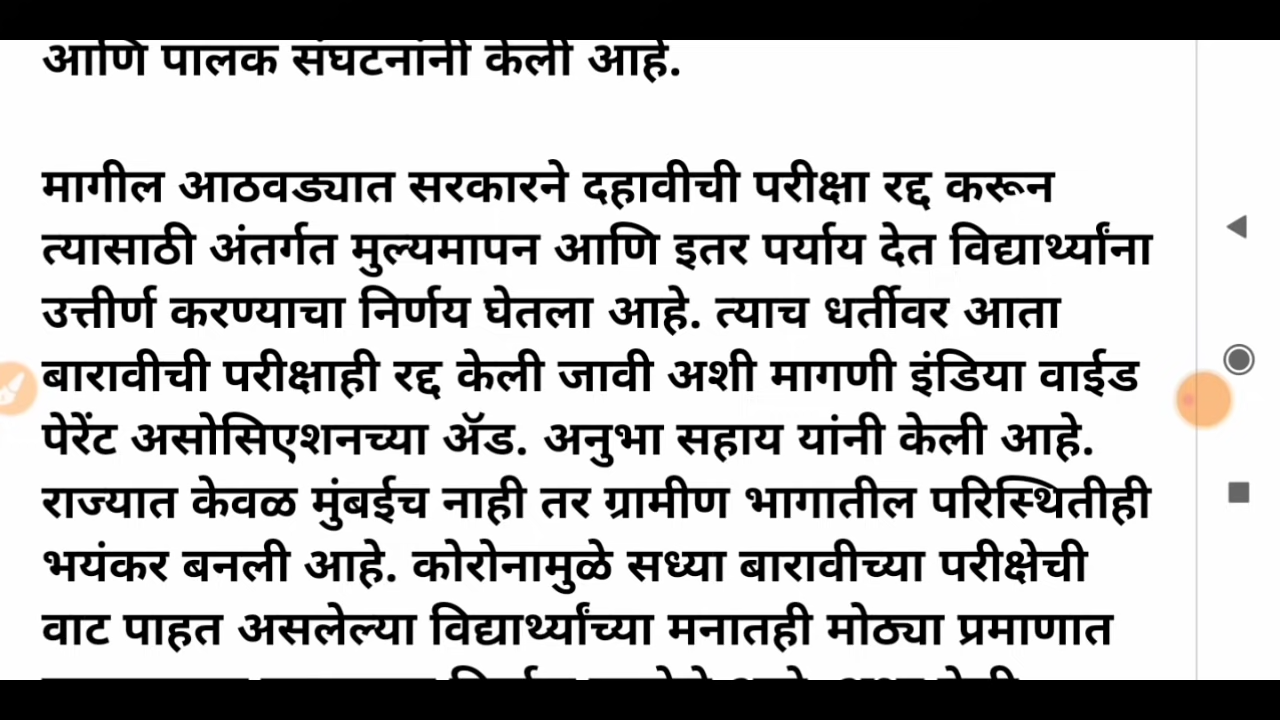 आणि पालक संघटनांनी केली आहे.
मागील आठवड्यात सरकारने दहावीची परीक्षा रद्द करून
त्यासाठी अंतर्गत मुल्यमापन आणि इतर पर्याय देत विद्यार्थ्यांना
उत्तीर्ण करण्याचा निर्णय घेतला आहे. त्याच धर्तीवर आता
बारावीची परीक्षाही रद्द केली जावी अशी मागणी इंडिया वाईड
पेरेंट असोसिएशनच्या ॲड. अनुभा सहाय यांनी केली आहे.
राज्यात केवळ मुंबईच नाही तर ग्रामीण भागातील परिस्थितीही
भयंकर बनली आहे. कोरोनामुळे सध्या बारावीच्या परीक्षेची
वाट पाहत असलेल्या विद्यार्थ्यांच्या मनातही मोठ्या प्रमाणात